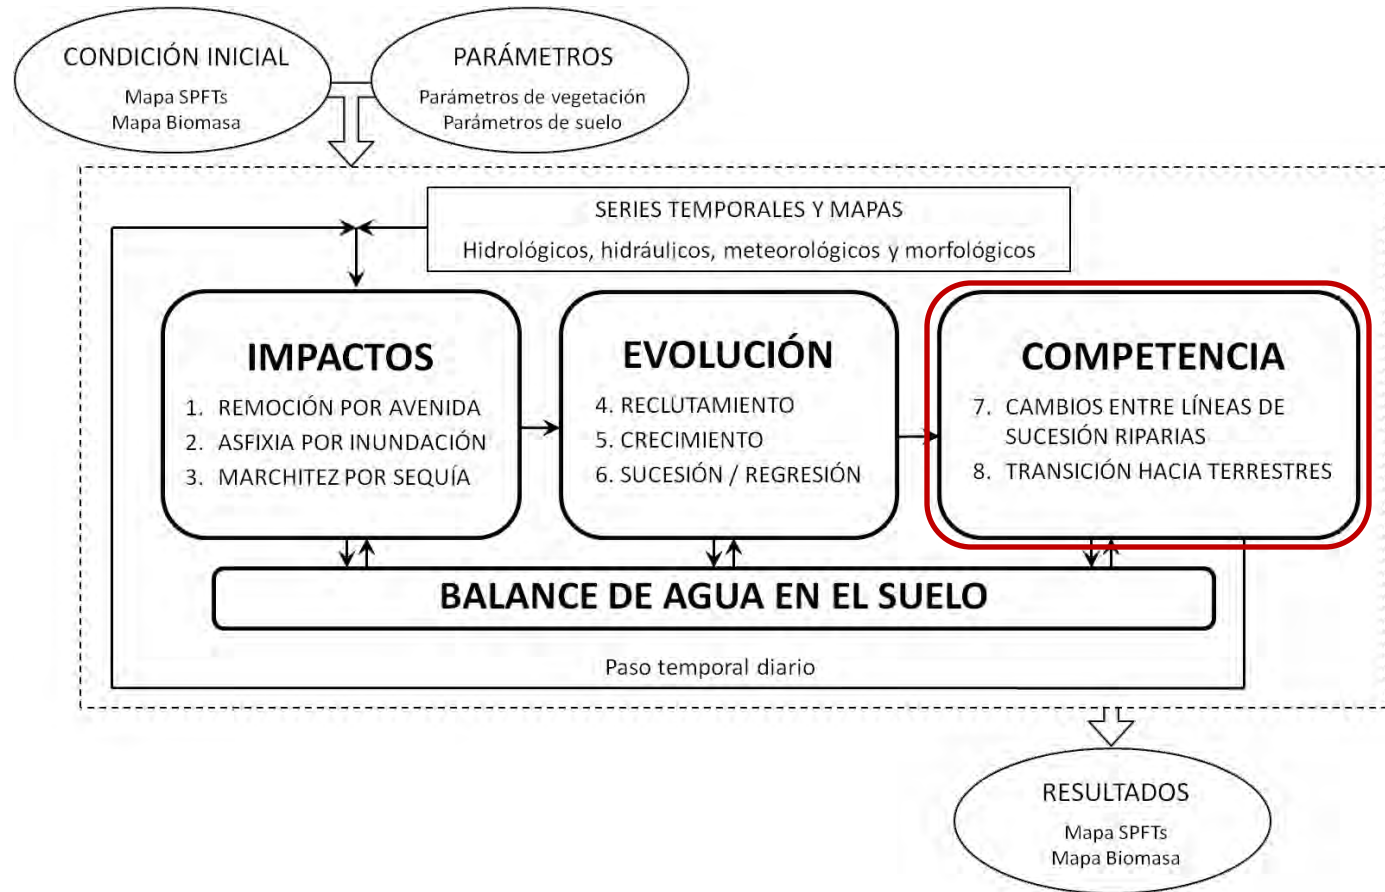 CONDICIÓN INICIAL
Mapa SPFTs
Mapa Biomasa
PARÁMETROS
Parámetros de vegetación
Parámetros de suelo
SERIES TEMPORALES Y MAPAS
Hidrológicos, hidráulicos, meteorológicos y morfológicos
IMPACTOS
1. REMOCIÓN POR AVENIDA
2. ASFIXIA POR INUNDACIÓN
3. MARCHITEZ POR SEQUÍA
EVOLUCIÓN
4. RECLUTAMIENTO
5. CRECIMIENTO
6. SUCESIÓN / REGRESIÓN
COMPETENCIA
7. CAMBIOS ENTRE LÍNEAS DE
SUCESIÓN RIPARIAS
8. TRANSICIÓN HACIA TERRESTRES
BALANCE DE AGUA EN EL SUELO
Paso temporal diario
RESULTADOS
Mapa SPFTs
Mapa Biomasa